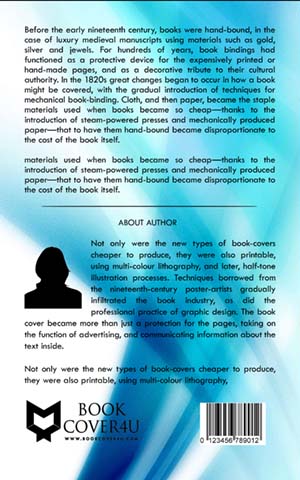 Before the early nineteenth century, books were hand-bound, in the
case of luxury medieval manuscripts using materials such as gold,
silver and jewels. For hundreds of years, book bindings had
functioned as a protective device for the expensively printed or
hand-made pages, and as a decorative tribute to their cultural
authority. In the 1820s great changes began to occur in how a book
might be covered, with the gradual introduction of techniques for
mechanical book-binding. Cloth, and then paper, became the staple
materials used when books became so cheap—thanks to the
introduction of steam-powered presses and mechanically produced
paper—that to have them hand-bound became disproportionate to
the cost of the book itself.
materials used when books became so cheap—thanks to the
introduction of steam-powered presses and mechanically produced
paper—that to have them hand-bound became disproportionate to
the cost of the book itself.
ABOUT AUTHOR
Not only were the new types of book-covers
cheaper to produce, they were also printable,
using multi-colour lithography, and later, half-tone
illustration processes. Techniques borrowed from
the nineteenth-century poster-artists gradually
infiltrated the book industry, as did the
professional practice of graphic design. The book
cover became more than just a protection for the pages, taking on
the function of advertising, and communicating information about the
text inside.
Not only were the new types of book-covers cheaper to produce,
they were also printable, using multi-colour lithography,
BOOK
COVER4U
WWW.BOOKCOVER4U.COM
0 123456 789012